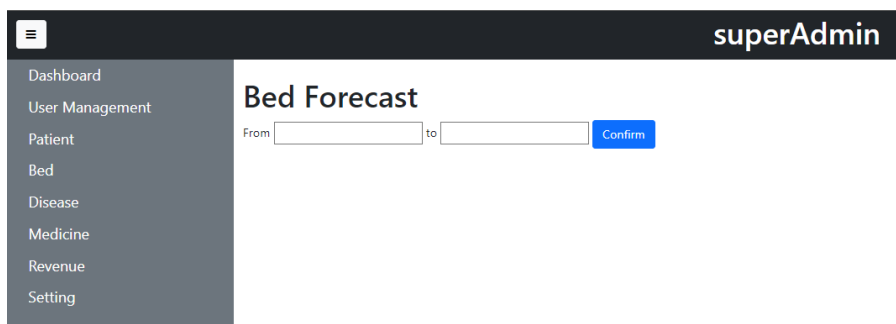 superAdmin
Dashboard
User Management
Patient
Bed
Disease
Medicine
Revenue
Setting
Bed Forecast
From to Confirm